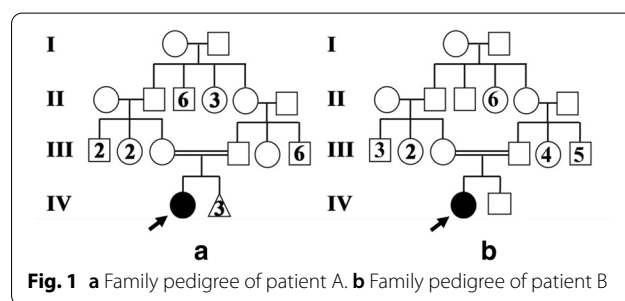 I I
II 6 3 II 6
III 2 2 6 III 3 2 4 5
IV 3 IV
a b
Fig. 1 a Family pedigree of patient A. b Family pedigree of patient B